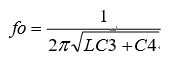 fo = 1 / 2π√LC3 + C4